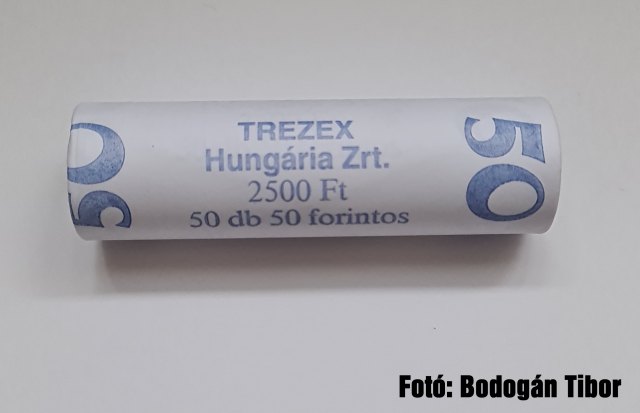 TREZEX
Hungária Zrt.
2500 Ft
50 db 50 forintos
50
50
Fotó: Bodogán Tibor